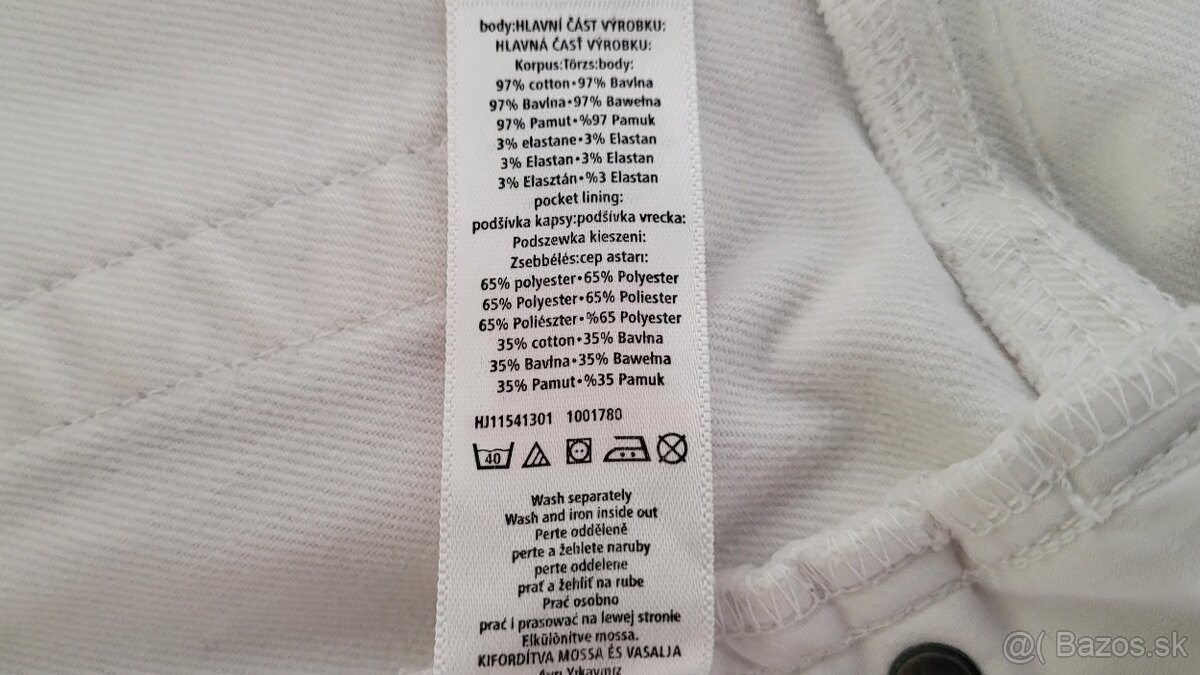 body:HLAVNÍ ČÁST VÝROBKU:
HLAVNÁ ČASŤ VÝROBKU:
Korpus:Törzs:body:
97% cotton•97% Bavlna
97% Bavlna•97% Bawełna
97% Pamut•%97 Pamuk
3% elastane•3% Elastan
3% Elastan•3% Elastan
3% Elasztán•%3 Elastan
pocket lining:
podšívka kapsy:podšívka vrecka:
Podszewka kieszeni:
Zsebbélés:cep astarı:
65% polyester•65% Polyester
65% Polyester•65% Poliester
65% Poliészter•%65 Polyester
35% cotton•35% Bavlna
35% Bavlna•35% Bawełna
35% Pamut•%35 Pamuk
HJ11541301 1001780
40
Wash separately
Wash and iron inside out
Perte odděleně
perte a žehlete naruby
perte oddelene
prať a žehliť na rube
Prać osobno
prać i prasować na lewej stronie
Elkülönítve mossa.
KIFORDÍTVA MOSSA ÉS VASALJA
Ayrı Yıkayınız
@( Bazos.sk